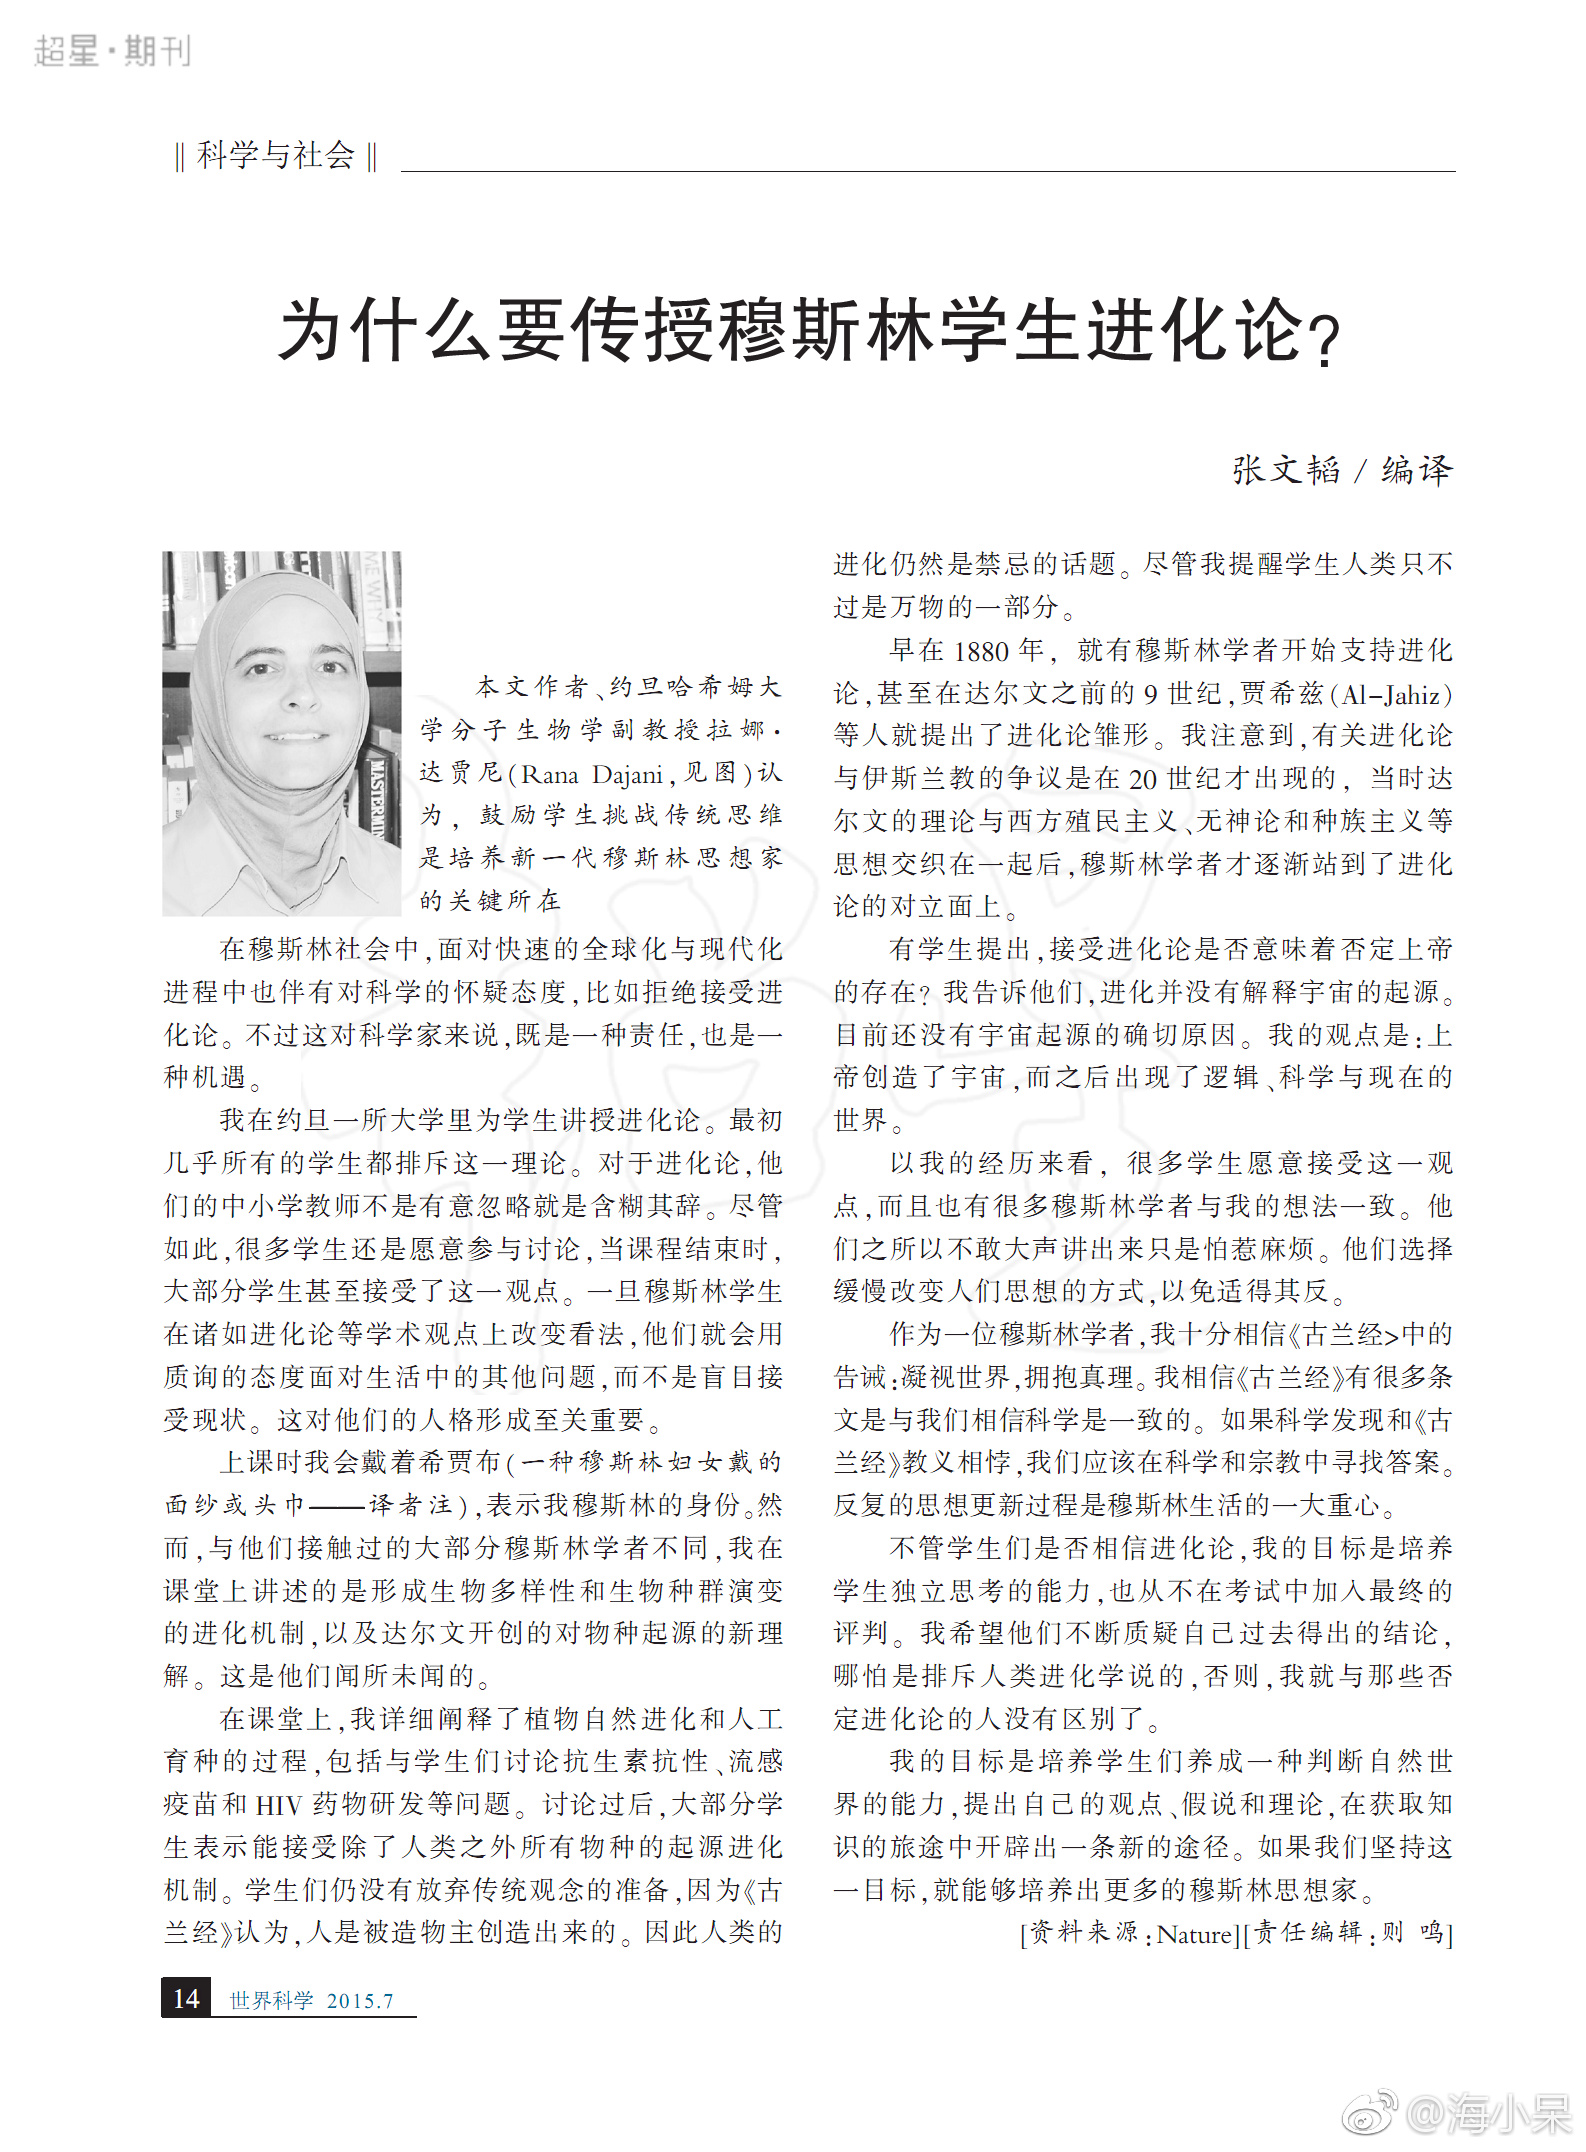 超星·期刊
‖科学与社会‖
为什么要传授穆斯林学生进化论?
张文韬 / 编译
本文作者、约旦哈希姆大
学分子生物学副教授拉娜·
达贾尼(Rana Dajani,见图)认
为，鼓励学生挑战传统思维
是培养新一代穆斯林思想家
的关键所在
在穆斯林社会中,面对快速的全球化与现代化
进程中也伴有对科学的怀疑态度,比如拒绝接受进
化论。不过这对科学家来说,既是一种责任,也是一
种机遇。
我在约旦一所大学里为学生讲授进化论。最初
几乎所有的学生都排斥这一理论。对于进化论,他
们的中小学教师不是有意忽略就是含糊其辞。尽管
如此,很多学生还是愿意参与讨论,当课程结束时,
大部分学生甚至接受了这一观点。一旦穆斯林学生
在诸如进化论等学术观点上改变看法,他们就会用
质询的态度面对生活中的其他问题,而不是盲目接
受现状。这对他们的人格形成至关重要。
上课时我会戴着希贾布(一种穆斯林妇女戴的
面纱或头巾——译者注),表示我穆斯林的身份。然
而,与他们接触过的大部分穆斯林学者不同,我在
课堂上讲述的是形成生物多样性和生物种群演变
的进化机制,以及达尔文开创的对物种起源的新理
解。这是他们闻所未闻的。
在课堂上,我详细阐释了植物自然进化和人工
育种的过程,包括与学生们讨论抗生素抗性、流感
疫苗和 HIV 药物研发等问题。讨论过后,大部分学
生表示能接受除了人类之外所有物种的起源进化
机制。学生们仍没有放弃传统观念的准备,因为《古
兰经》认为,人是被造物主创造出来的。因此人类的
进化仍然是禁忌的话题。尽管我提醒学生人类只不
过是万物的一部分。
早在 1880 年，就有穆斯林学者开始支持进化
论,甚至在达尔文之前的 9 世纪,贾希兹(Al-Jahiz)
等人就提出了进化论雏形。我注意到,有关进化论
与伊斯兰教的争议是在 20 世纪才出现的，当时达
尔文的理论与西方殖民主义、无神论和种族主义等
思想交织在一起后,穆斯林学者才逐渐站到了进化
论的对立面上。
有学生提出,接受进化论是否意味着否定上帝
的存在? 我告诉他们,进化并没有解释宇宙的起源。
目前还没有宇宙起源的确切原因。我的观点是:上
帝创造了宇宙,而之后出现了逻辑、科学与现在的
世界。
以我的经历来看，很多学生愿意接受这一观
点,而且也有很多穆斯林学者与我的想法一致。他
们之所以不敢大声讲出来只是怕惹麻烦。他们选择
缓慢改变人们思想的方式,以免适得其反。
作为一位穆斯林学者,我十分相信《古兰经>中的
告诫:凝视世界,拥抱真理。我相信《古兰经》有很多条
文是与我们相信科学是一致的。如果科学发现和《古
兰经》教义相悖,我们应该在科学和宗教中寻找答案。
反复的思想更新过程是穆斯林生活的一大重心。
不管学生们是否相信进化论,我的目标是培养
学生独立思考的能力,也从不在考试中加入最终的
评判。我希望他们不断质疑自己过去得出的结论,
哪怕是排斥人类进化学说的,否则,我就与那些否
定进化论的人没有区别了。
我的目标是培养学生们养成一种判断自然世
界的能力,提出自己的观点、假说和理论,在获取知
识的旅途中开辟出一条新的途径。如果我们坚持这
一目标,就能够培养出更多的穆斯林思想家。
[资料来源:Nature][责任编辑:则 鸣]
14 世界科学 2015.7
@海小呆